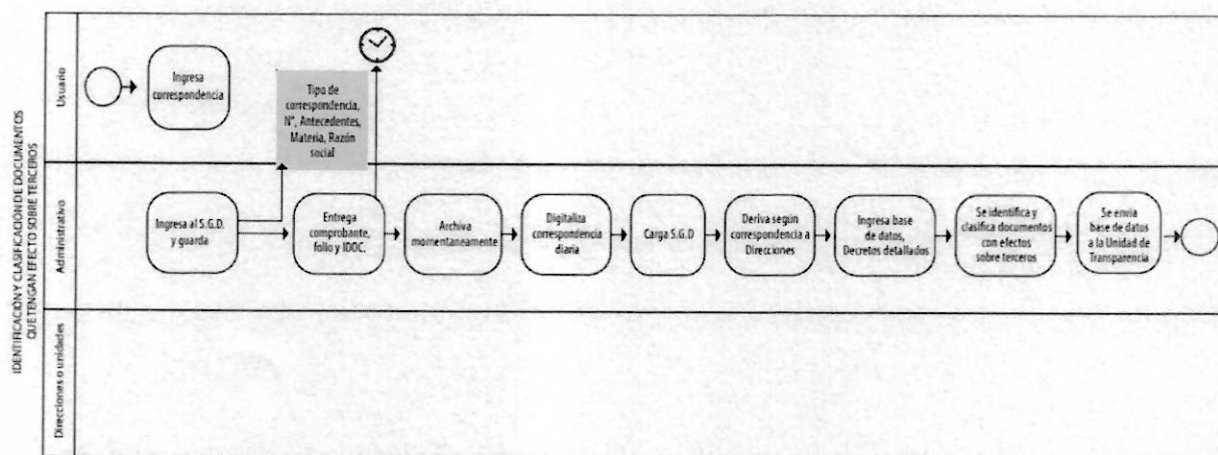 IDENTIFICACIÓN Y CLASIFICACIÓN DE DOCUMENTOS
QUE TENGAN EFECTO SOBRE TERCEROS
Usuario
Ingresa
correspondencia
Tipo de
correspondencia,
N°, Antecedentes,
Materia, Razón
social
Administrativo
Ingresa al S.G.D.
y guarda
Entrega
comprobante,
folio y IDOC.
Archiva
momentaneamente
Digitaliza
correspondencia
diaria
Carga S.G.D
Deriva según
correspondencia a
Direcciones
Ingresa base
de datos,
Decretos detallados
Se identifica y
clasifica documentos
con efectos
sobre terceros
Se envia
base de datos
a la Unidad de
Transparencia
Direcciones o unidades